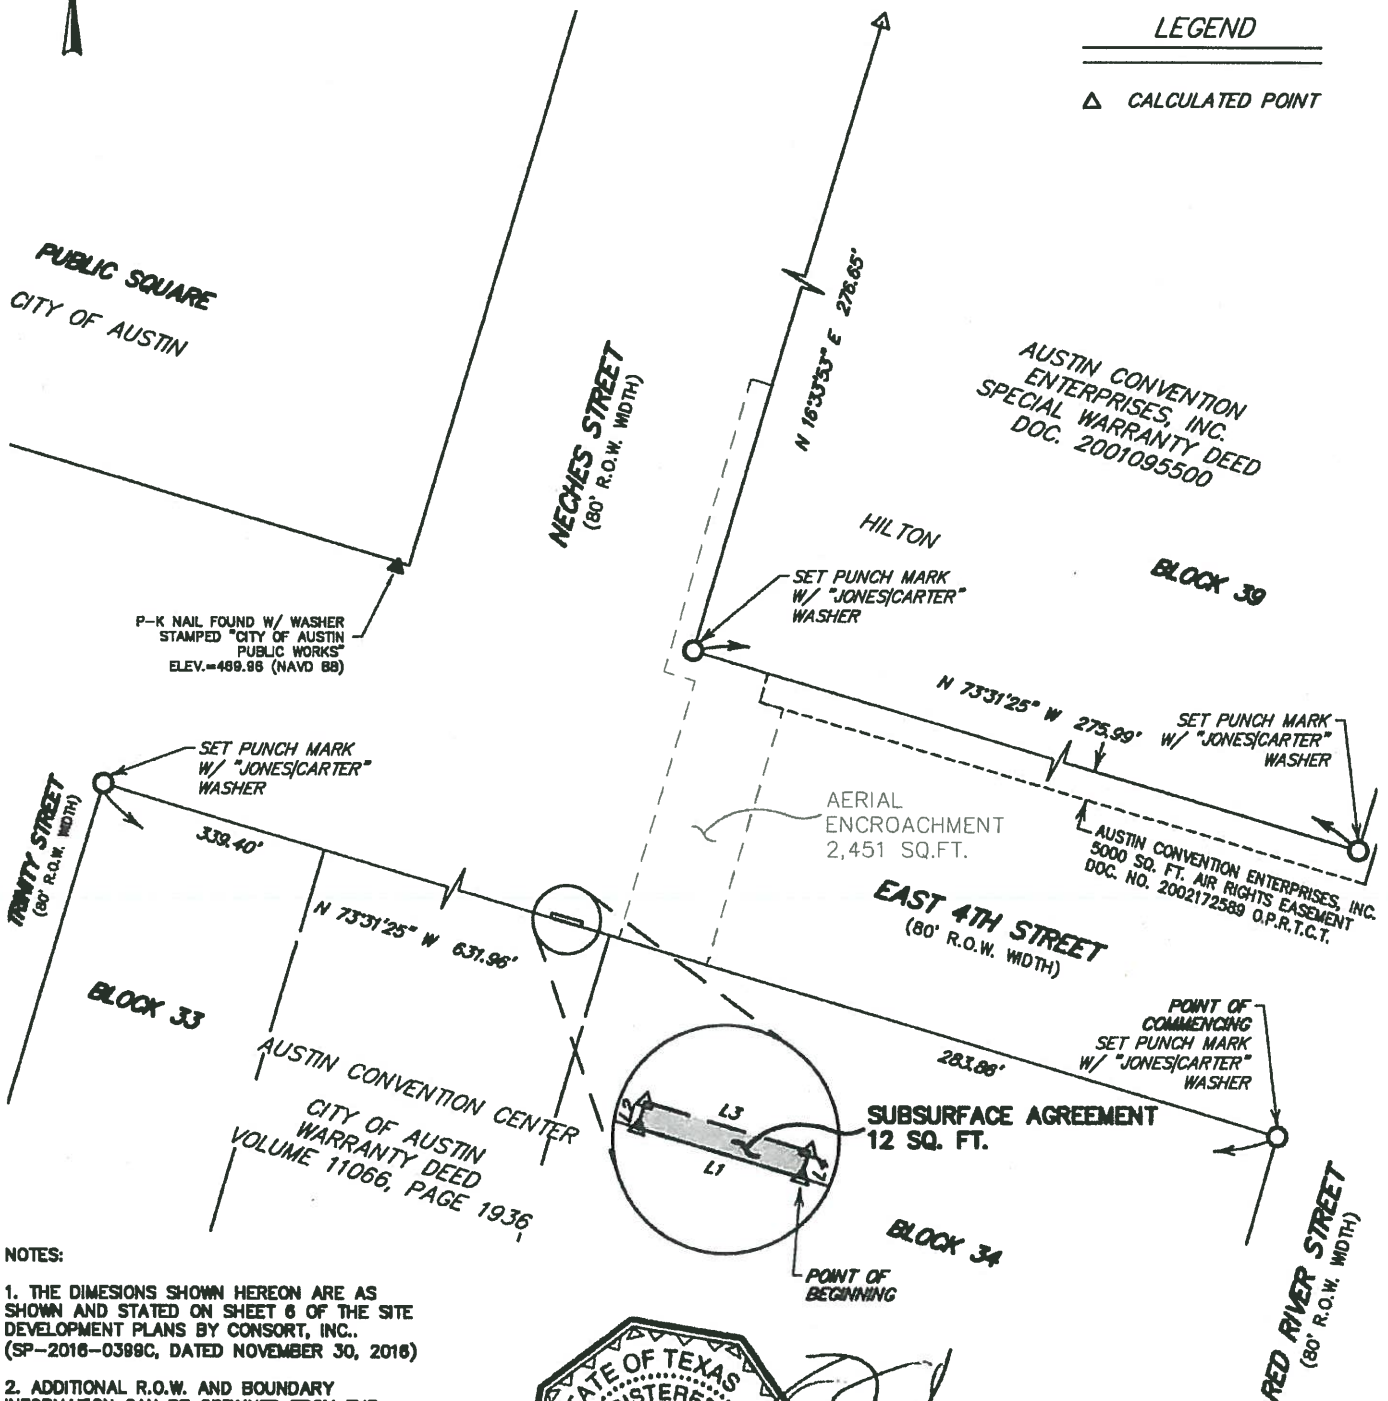 LEGEND
CALCULATED POINT
PUBLIC SQUARE
CITY OF AUSTIN
NECHES STREET
(80' R.O.W. WIDTH)
N 16°33'53" E 276.65'
AUSTIN CONVENTION
ENTERPRISES, INC.
SPECIAL WARRANTY DEED
DOC. 2001095500
HILTON
BLOCK 39
SET PUNCH MARK
W/ "JONES|CARTER"
WASHER
P-K NAIL FOUND W/ WASHER
STAMPED "CITY OF AUSTIN
PUBLIC WORKS"
ELEV.=469.96 (NAVD 88)
N 73°31'25" W 275.99'
SET PUNCH MARK
W/ "JONES|CARTER"
WASHER
SET PUNCH MARK
W/ "JONES|CARTER"
WASHER
TRINITY STREET
(80' R.O.W. WIDTH)
339.40'
AERIAL
ENCROACHMENT
2,451 SQ.FT.
AUSTIN CONVENTION ENTERPRISES, INC.
5000 SQ. FT. AIR RIGHTS EASEMENT
DOC. NO. 2002172589 O.P.R.T.C.T.
EAST 4TH STREET
(80' R.O.W. WIDTH)
N 73°31'25" W 631.96'
BLOCK 33
AUSTIN CONVENTION CENTER
CITY OF AUSTIN
WARRANTY DEED
VOLUME 11066, PAGE 1936
283.86'
POINT OF
COMMENCING
SET PUNCH MARK
W/ "JONES|CARTER"
WASHER
L2
L3
L1
L4
SUBSURFACE AGREEMENT
12 SQ. FT.
POINT OF
BEGINNING
BLOCK 34
RED RIVER STREET
(80' R.O.W. WIDTH)
NOTES:
1. THE DIMESIONS SHOWN HEREON ARE AS
SHOWN AND STATED ON SHEET 6 OF THE SITE
DEVELOPMENT PLANS BY CONSORT, INC..
(SP-2016-0399C, DATED NOVEMBER 30, 2016)
2. ADDITIONAL R.O.W. AND BOUNDARY
ATE OF TEXAS